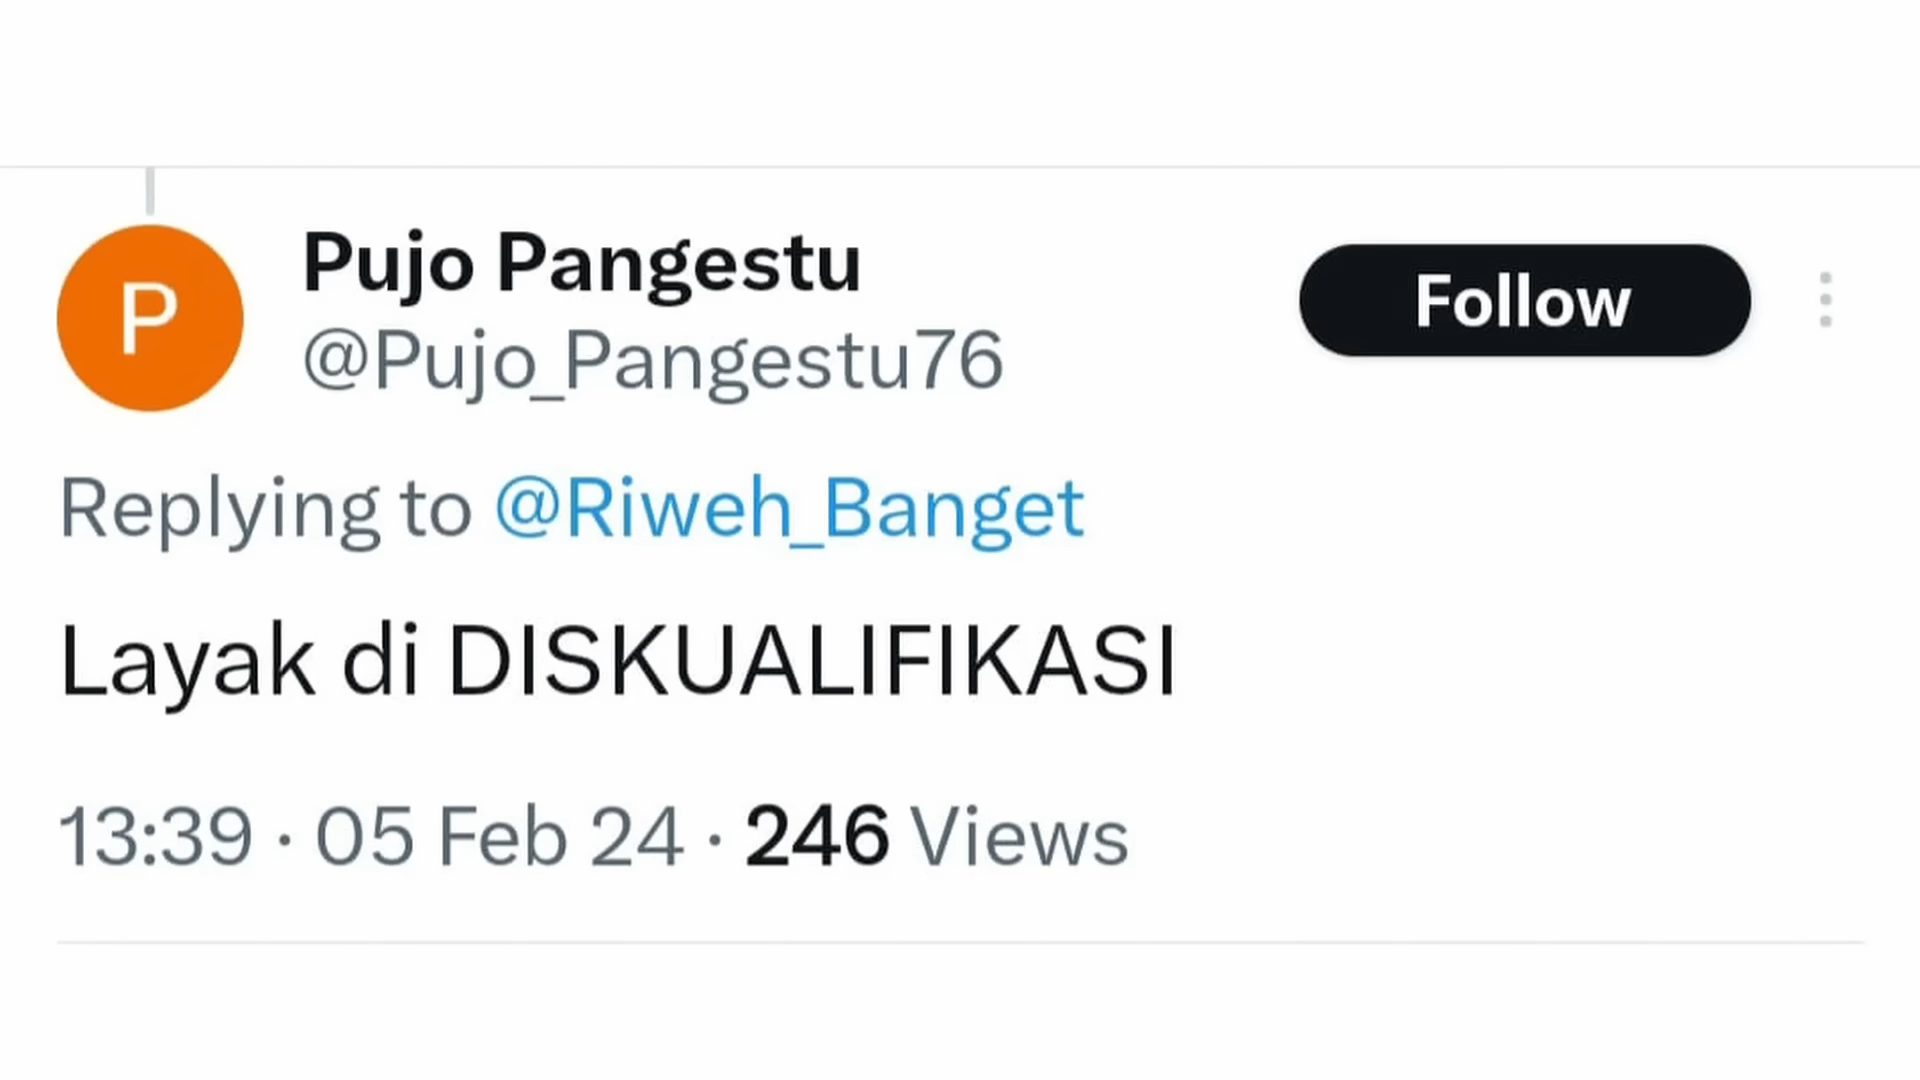 P
Pujo Pangestu
@Pujo_Pangestu76
Follow
Replying to @Riweh_Banget
Layak di DISKUALIFIKASI
13:39 · 05 Feb 24 · 246 Views